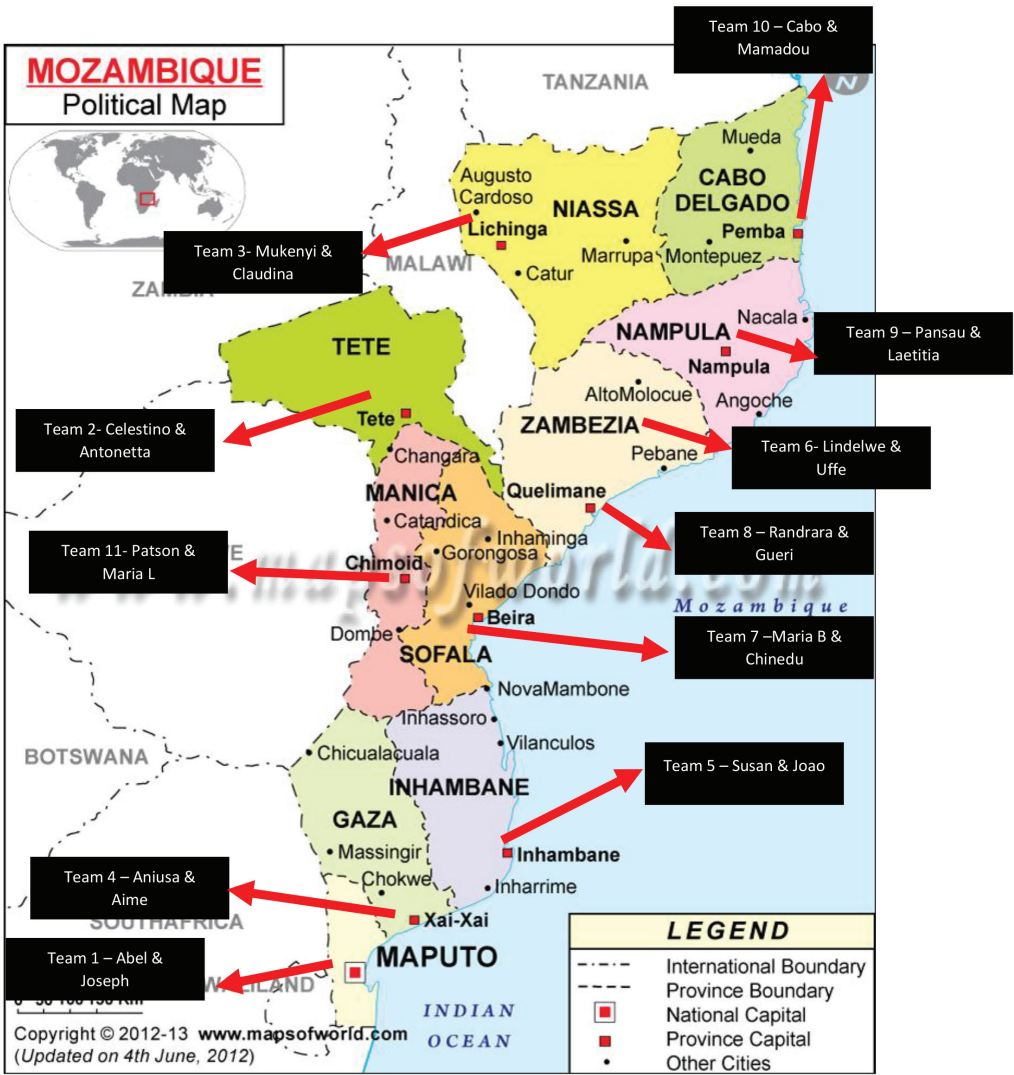 Team 10 – Cabo &
Mamadou
MOZAMBIQUE
Political Map
TANZANIA
N
Mueda
CABO
DELGADO
Augusto
Cardoso
NIASSA
Lichinga
Pemba
Team 3- Mukenyi &
Claudina
MALAWI
Marrupa
Montepuez
Catur
ZAMBIA
Nacala
NAMPULA
Team 9 – Pansau &
Laetitia
TETE
Nampula
AltoMolocue
Angoche
Tete
ZAMBEZIA
Team 2- Celestino &
Antonetta
Team 6- Lindelwe &
Uffe
Changara
Pebane
MANICA
Quelimane
Catandica
Inhaminga
Team 8 – Randrara &
Gueri
Team 11- Patson &
Maria L
Gorongosa
Chimoid
www.mapsofworld.com
Vilado Dondo
Mozambique
Beira
Dombe
SOFALA
Team 7 –Maria B &
Chinedu
NovaMambone
Inhassoro
Vilanculos
BOTSWANA
Chicualacuala
Team 5 – Susan & Joao
INHAMBANE
GAZA
Massingir
Inhambane
Team 4 – Aniusa &
Aime
Chokwe
Inharrime
SOUTHAFRICA
Xai-Xai
MAPUTO
Team 1 – Abel &
Joseph
INDIAN
OCEAN
Copyright © 2012-13 www.mapsofworld.com
(Updated on 4th June, 2012)
LEGEND
International Boundary
Province Boundary
National Capital
Province Capital
Other Cities